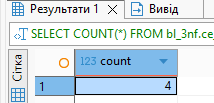 Результати 1
Вивід
SELECT COUNT(*) FROM bl_3nf.ce
Сітка
123 count
1
4